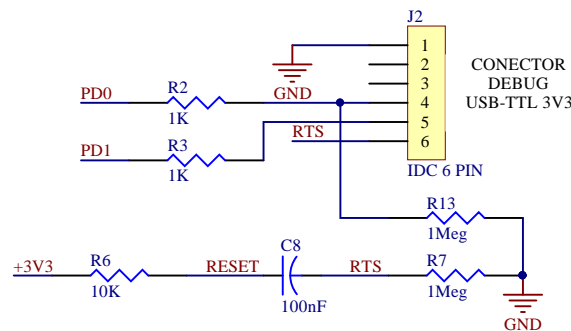 J2
1
2
3
4
5
6
CONECTOR
DEBUG
USB-TTL 3V3
IDC 6 PIN
GND
PD0
R2
1K
PD1
R3
1K
RTS
R13
1Meg
+3V3
R6
10K
RESET
C8
100nF
RTS
R7
1Meg
GND